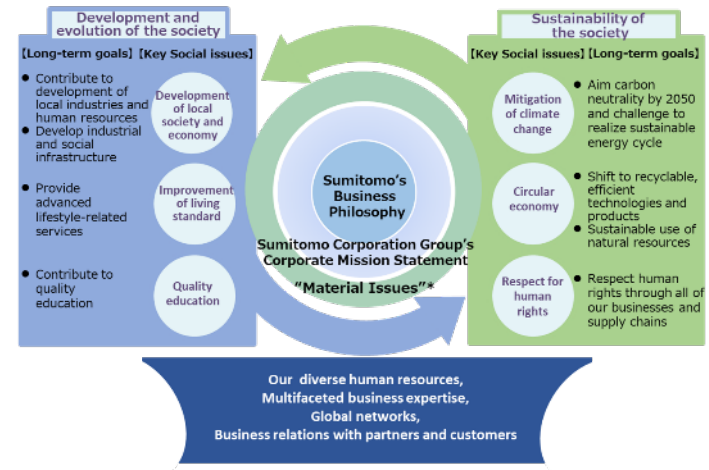 Development and
evolution of the society
【Long-term goals】 【Key Social issues】
● Contribute to
development of
local industries and
human resources
● Develop industrial
and social
infrastructure
Development
of local
society and
economy
● Provide
advanced
lifestyle-related
services
Improvement
of living
standard
● Contribute to
quality
education
Quality
education
Sumitomo's
Business
Philosophy
Sumitomo Corporation Group's
Corporate Mission Statement
"Material Issues"*
Sustainability of
the society
【Key Social issues】 【Long-term goals】
Mitigation
of climate
change
● Aim carbon
neutrality by 2050
and challenge to
realize sustainable
energy cycle
Circular
economy
● Shift to recyclable,
efficient
technologies and
products
● Sustainable use of
natural resources
Respect for
human
rights
● Respect human
rights through all of
our businesses and
supply chains
Our diverse human resources,
Multifaceted business expertise,
Global networks,
Business relations with partners and customers